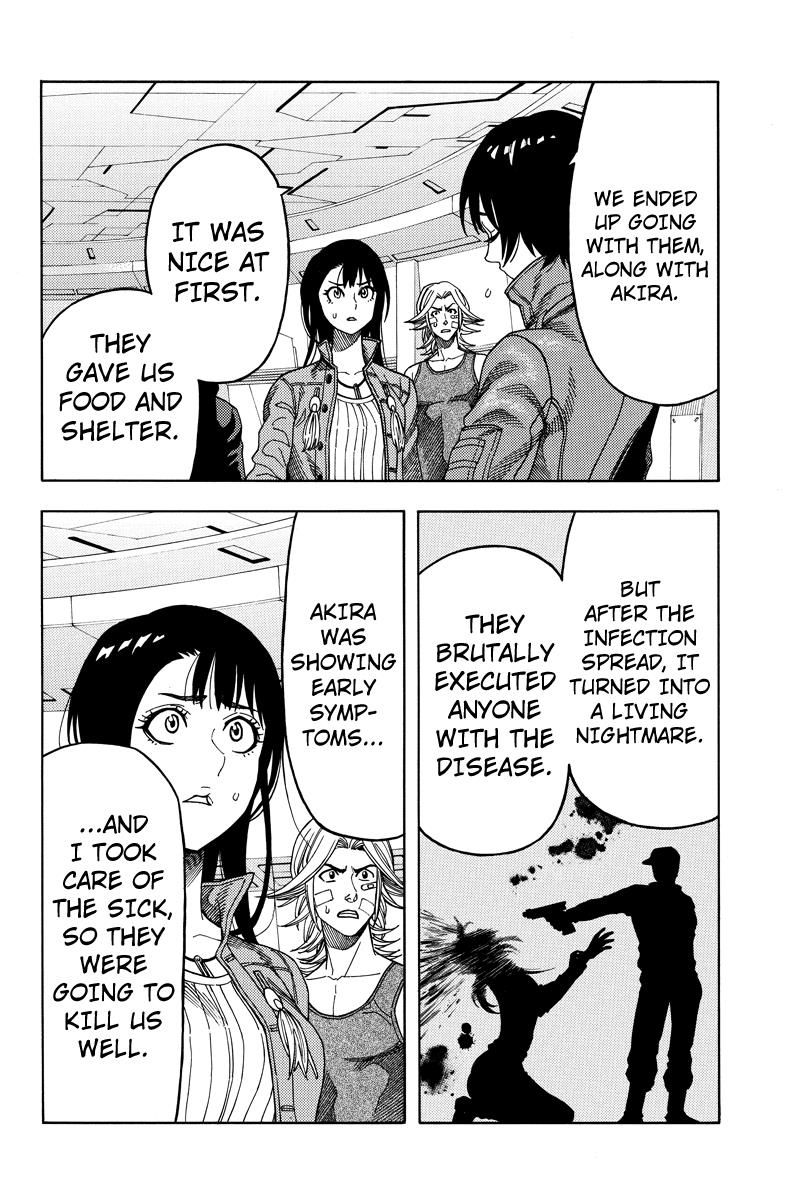 WE ENDED
UP GOING
WITH THEM,
ALONG WITH
AKIRA.
IT WAS
NICE AT
FIRST.
THEY
GAVE US
FOOD AND
SHELTER.
BUT
AFTER THE
INFECTION
SPREAD, IT
TURNED INTO
A LIVING
NIGHTMARE.
THEY
BRUTALLY
EXECUTED
ANYONE
WITH THE
DISEASE.
AKIRA
WAS
SHOWING
EARLY
SYMP-
TOMS...
...AND
I TOOK
CARE OF
THE SICK,
SO THEY
WERE
GOING TO
KILL US
WELL.